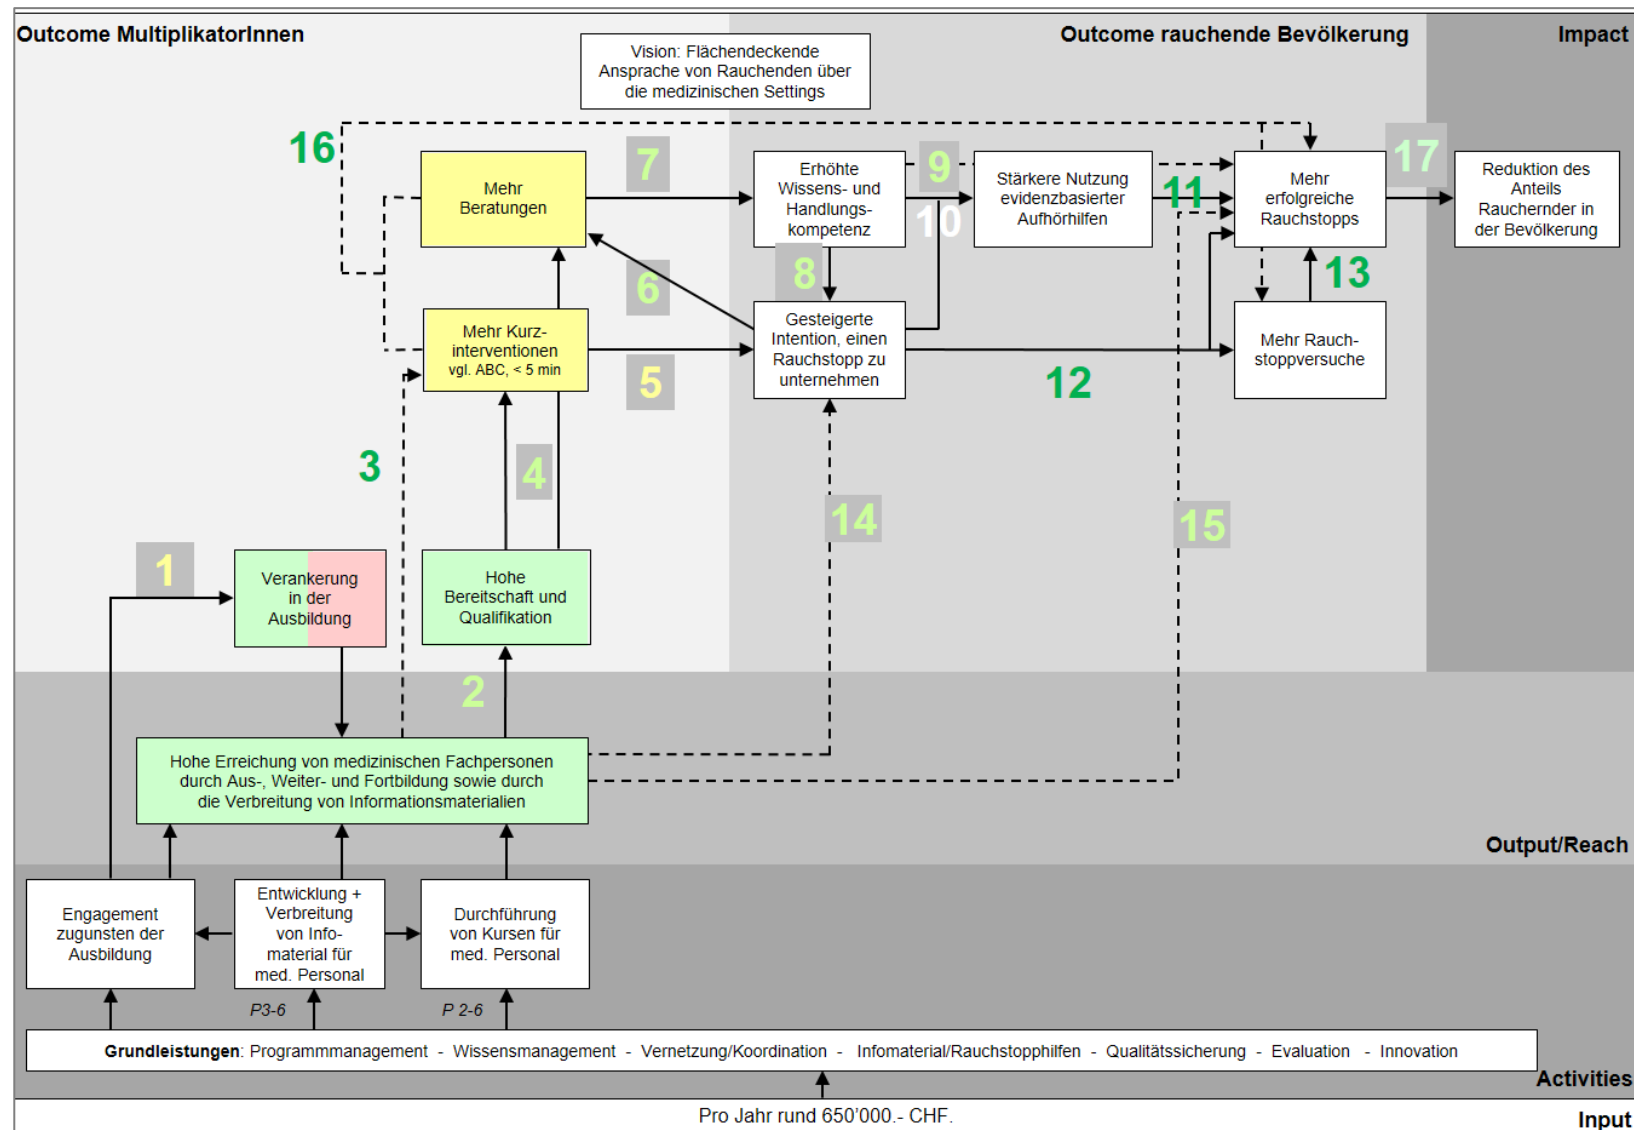 Outcome MultiplikatorInnen
Outcome rauchende Bevölkerung
Impact
Vision: Flächendeckende
Ansprache von Rauchenden über
die medizinischen Settings
16
7
9
17
Mehr
Beratungen
Erhöhte
Wissens- und
Handlungs-
kompetenz
10
Stärkere Nutzung
evidenzbasierter
Aufhörhilfen
11
Mehr
erfolgreiche
Rauchstopps
Reduktion des
Anteils
Rauchernder in
der Bevölkerung
6
8
13
Mehr Kurz-
interventionen
vgl. ABC, < 5 min
5
Gesteigerte
Intention, einen
Rauchstopp zu
unternehmen
12
Mehr Rauch-
stoppversuche
3
4
14
15
1
Verankerung
in der
Ausbildung
Hohe
Bereitschaft und
Qualifikation
2
Hohe Erreichung von medizinischen Fachpersonen
durch Aus-, Weiter- und Fortbildung sowie durch
die Verbreitung von Informationsmaterialien
Output/Reach
Engagement
zugunsten der
Ausbildung
Entwicklung +
Verbreitung
von Info-
material für
med. Personal
Durchführung
von Kursen für
med. Personal
P3-6
P 2-6
Grundleistungen: Programmmanagement - Wissensmanagement - Vernetzung/Koordination - Infomaterial/Rauchstopphilfen - Qualitätssicherung - Evaluation - Innovation
Activities
Pro Jahr rund 650’000.- CHF.
Input